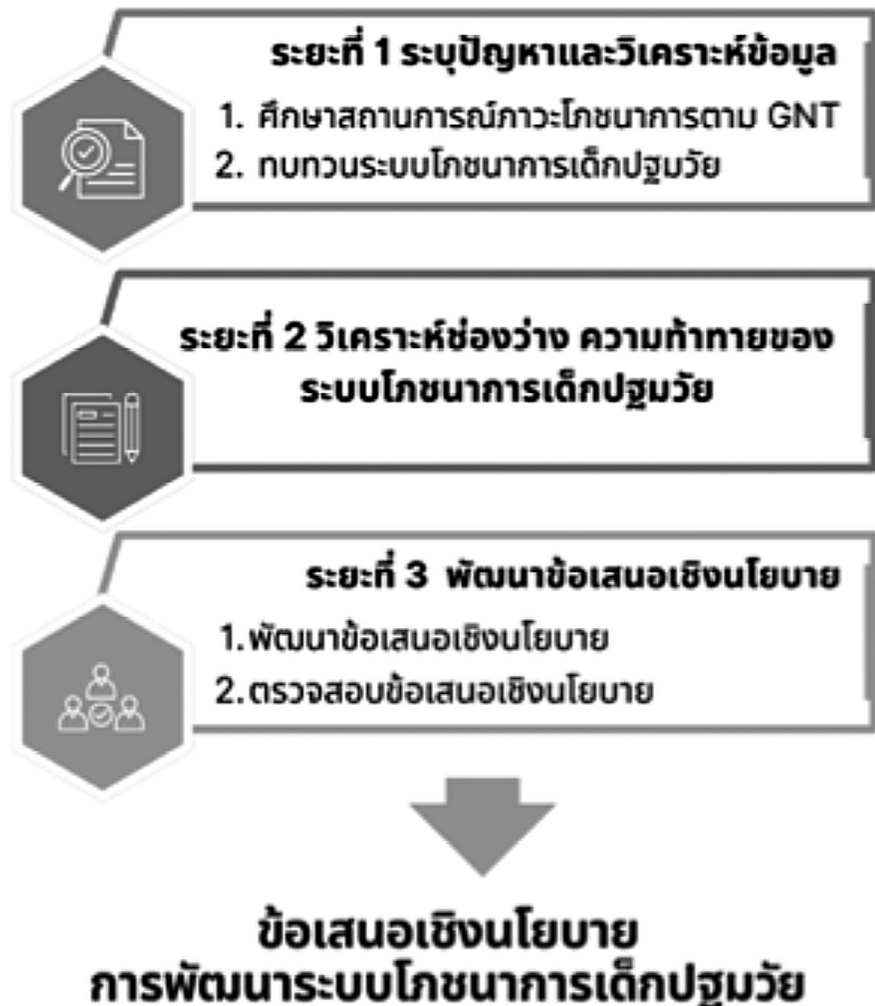 ระยะที่ 1 ระบุปัญหาและวิเคราะห์ข้อมูล
1. ศึกษาสถานการณ์ภาวะโภชนาการตาม GNT
2. ทบทวนระบบโภชนาการเด็กปฐมวัย
ระยะที่ 2 วิเคราะห์ช่องว่าง ความท้าทายของ
ระบบโภชนาการเด็กปฐมวัย
ระยะที่ 3 พัฒนาข้อเสนอเชิงนโยบาย
1. พัฒนาข้อเสนอเชิงนโยบาย
2. ตรวจสอบข้อเสนอเชิงนโยบาย
ข้อเสนอเชิงนโยบาย
การพัฒนาระบบโภชนาการเด็กปฐมวัย